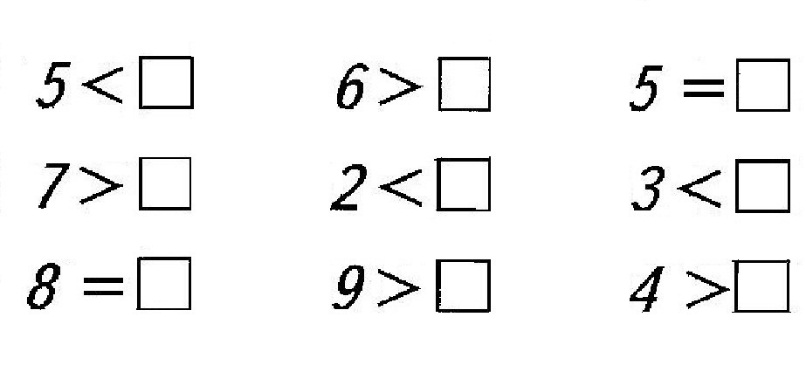 5 < □ 6 > □ 5 = □
7 > □ 2 < □ 3 < □
8 = □ 9 > □ 4 > □